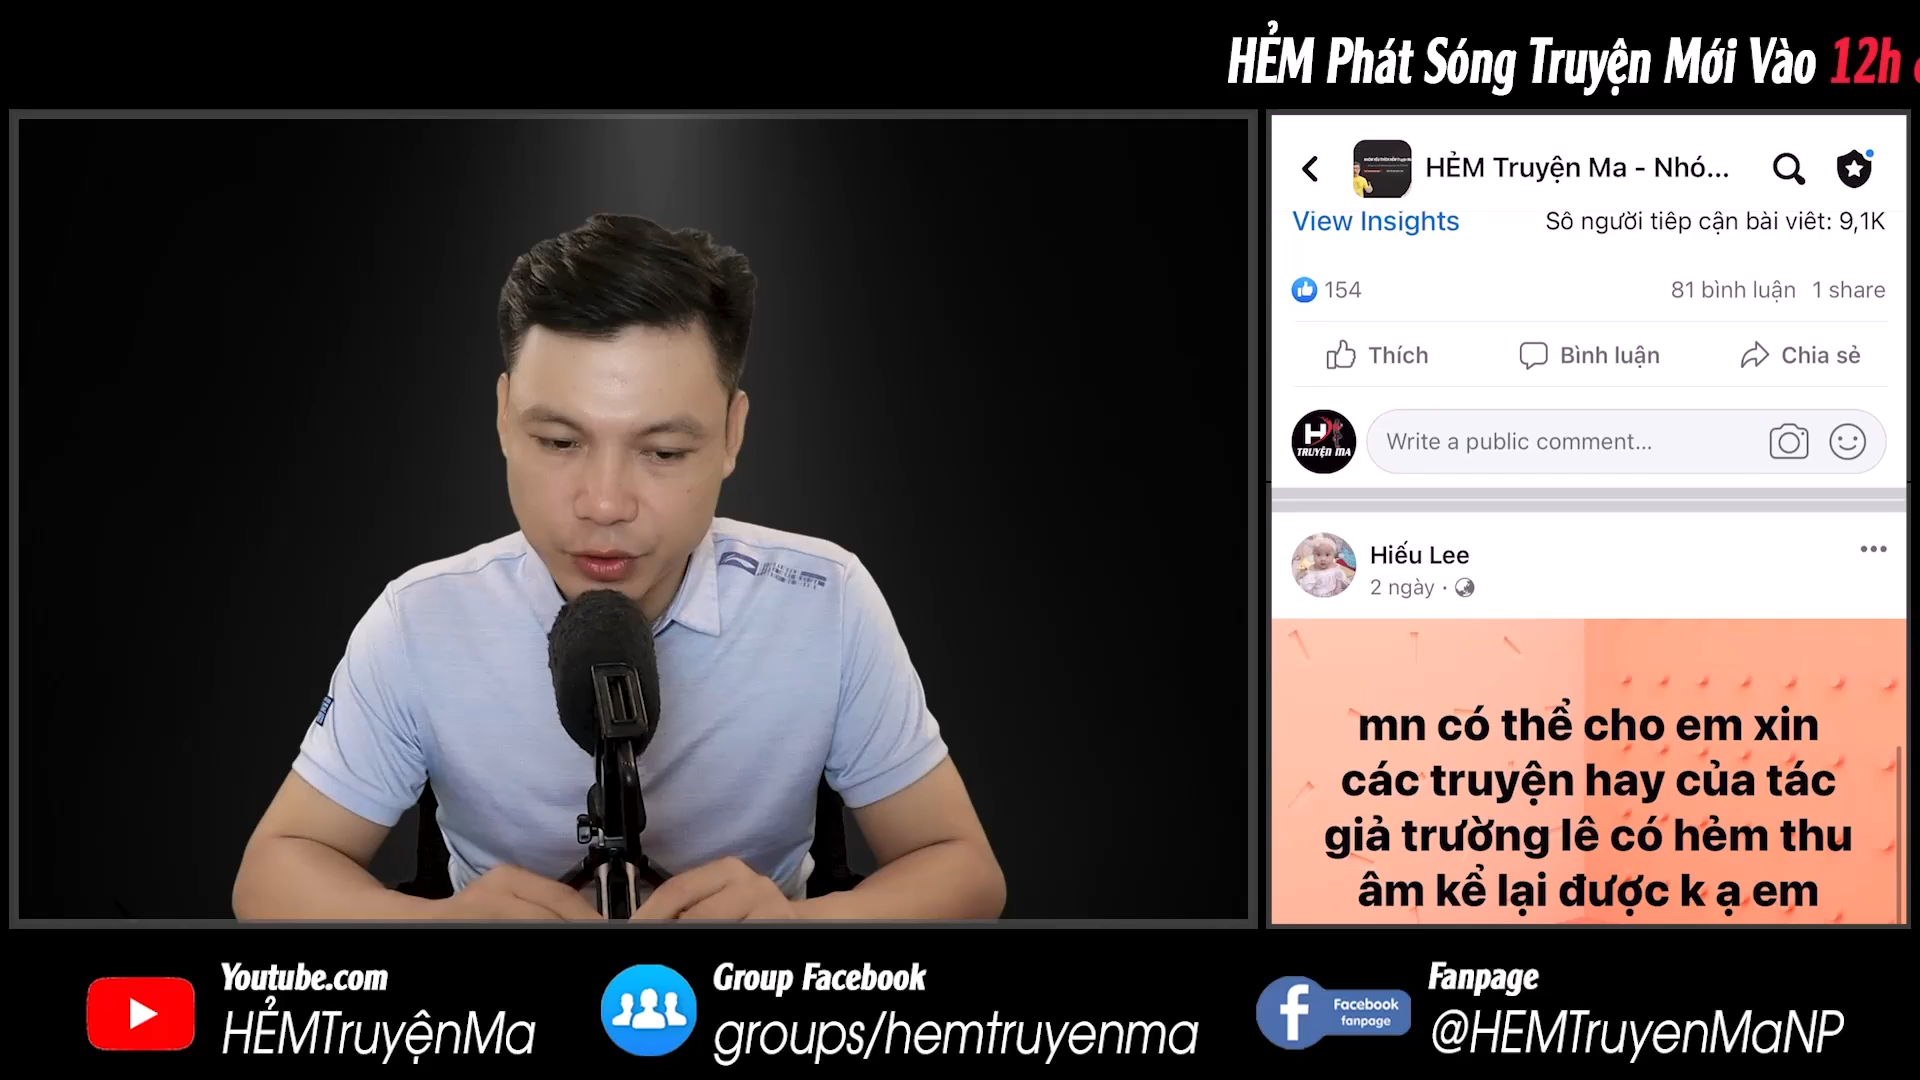 HẺM Phát Sóng Truyện Mới Vào 12h
HẺM Truyện Ma - Nhó...
View Insights
Số người tiếp cận bài viết: 9,1K
154
81 bình luận 1 share
Thích
Bình luận
Chia sẻ
H
TRUYỆN MA
Write a public comment...
Hiếu Lee
2 ngày ·
mn có thể cho em xin
các truyện hay của tác
giả trường lê có hẻm thu
âm kể lại được k ạ em
Youtube.com
HẺMTruyệnMa
Group Facebook
groups/hemtruyenma
Facebook
fanpage
Fanpage
@HEMTruyenMaNP